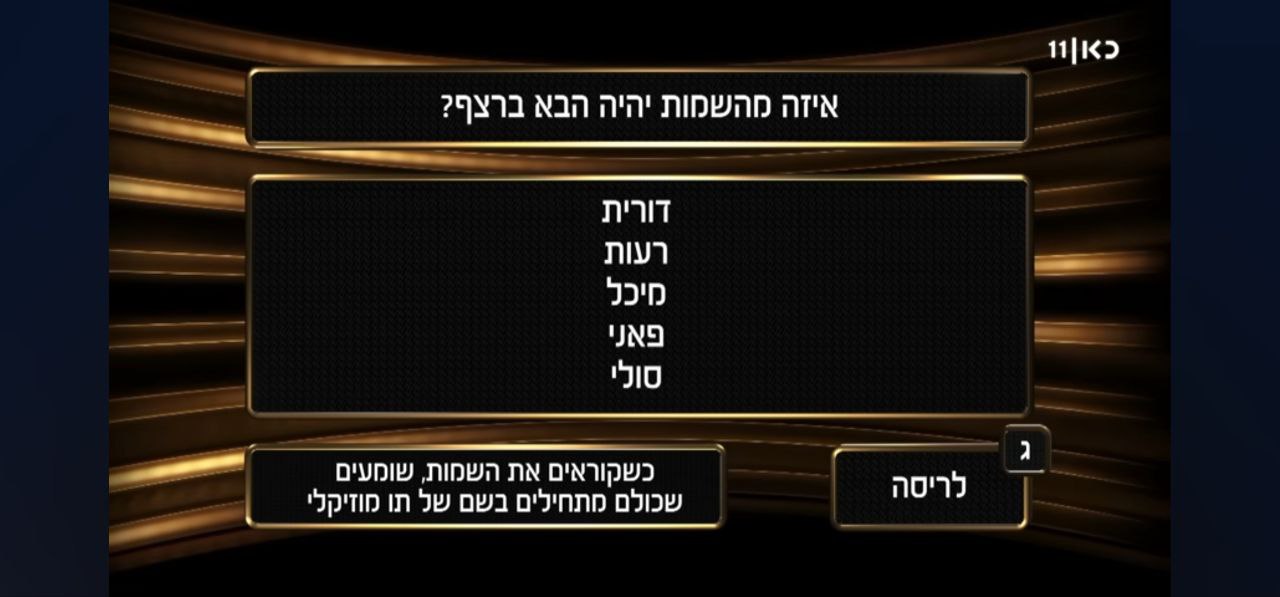 כאן|11
איזה מהשמות יהיה הבא ברצף?
דורית
רעות
מיכל
פאני
סולי
ג
לריסה
כשקוראים את השמות, שומעים
שכולם מתחילים בשם של תו מוזיקלי